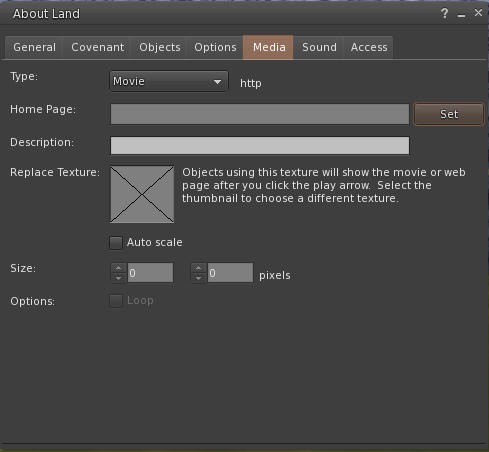 About Land ? _ ×
General Covenant Objects Options Media Sound Access
Type: Movie http
Home Page: Set
Description:
Replace Texture: Objects using this texture will show the movie or web
page after you click the play arrow. Select the
thumbnail to choose a different texture.
Auto scale
Size: 0 0 pixels
Options: Loop